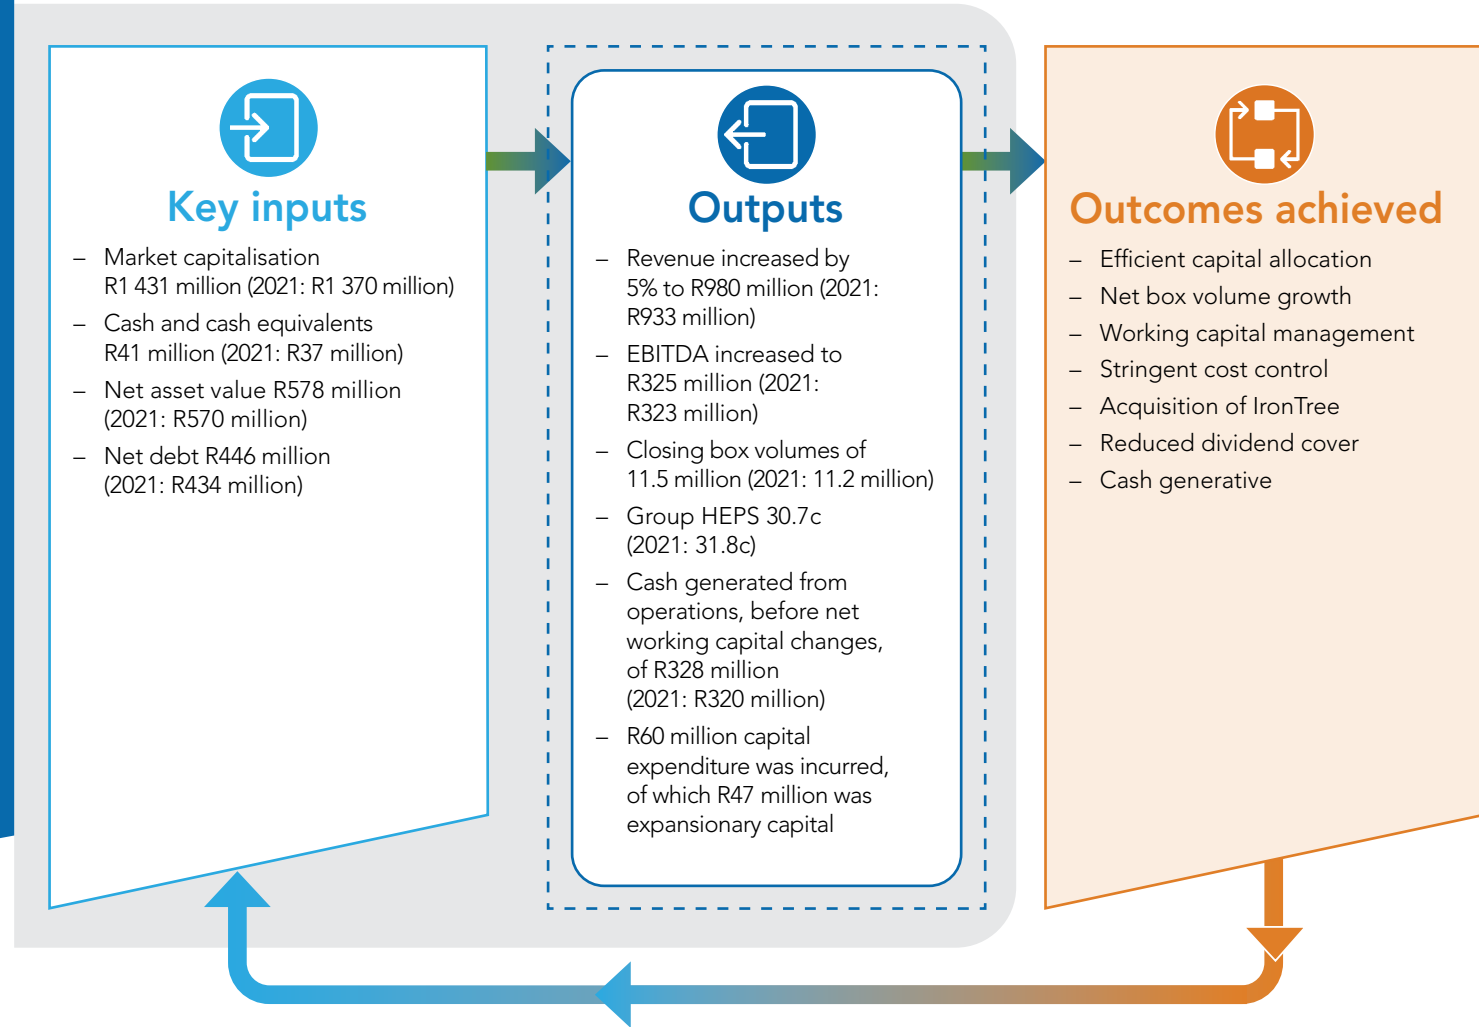 Key inputs
– Market capitalisation
R1 431 million (2021: R1 370 million)
– Cash and cash equivalents
R41 million (2021: R37 million)
– Net asset value R578 million
(2021: R570 million)
– Net debt R446 million
(2021: R434 million)
Outputs
– Revenue increased by
5% to R980 million (2021:
R933 million)
– EBITDA increased to
R325 million (2021:
R323 million)
– Closing box volumes of
11.5 million (2021: 11.2 million)
– Group HEPS 30.7c
(2021: 31.8c)
– Cash generated from
operations, before net
working capital changes,
of R328 million
(2021: R320 million)
– R60 million capital
expenditure was incurred,
of which R47 million was
expansionary capital
Outcomes achieved
– Efficient capital allocation
– Net box volume growth
– Working capital management
– Stringent cost control
– Acquisition of IronTree
– Reduced dividend cover
– Cash generative